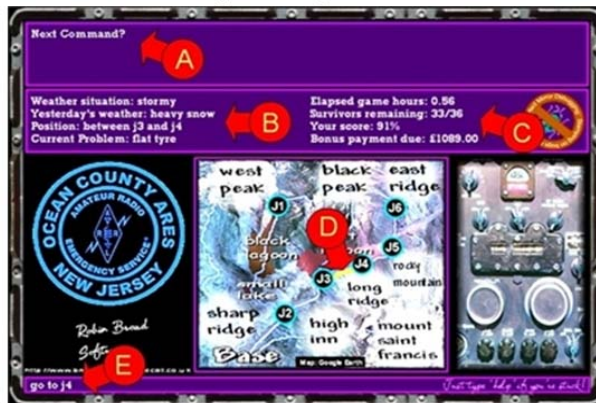 Next Command?
A
Weather situation: stormy
Yesterday's weather: heavy snow
Position: between j3 and j4
Current Problem: flat tyre
B
Elapsed game hours: 0.56
Survivors remaining: 33/36
Your score: 91%
Bonus payment due: £1089.00
C
OCEAN COUNTY ARES
AMATEUR RADIO
EMERGENCY SERVICE
NEW JERSEY
Robin Broad
west peak
black peak
east ridge
J1
J6
D
black lagoon
J5
J4
J3
rocky mountain
small lake
long ridge
J2
sharp ridge
high inn
mount saint francis
Base
Map: Google Earth
E
go to j4
Just type 'help' if you're stuck!